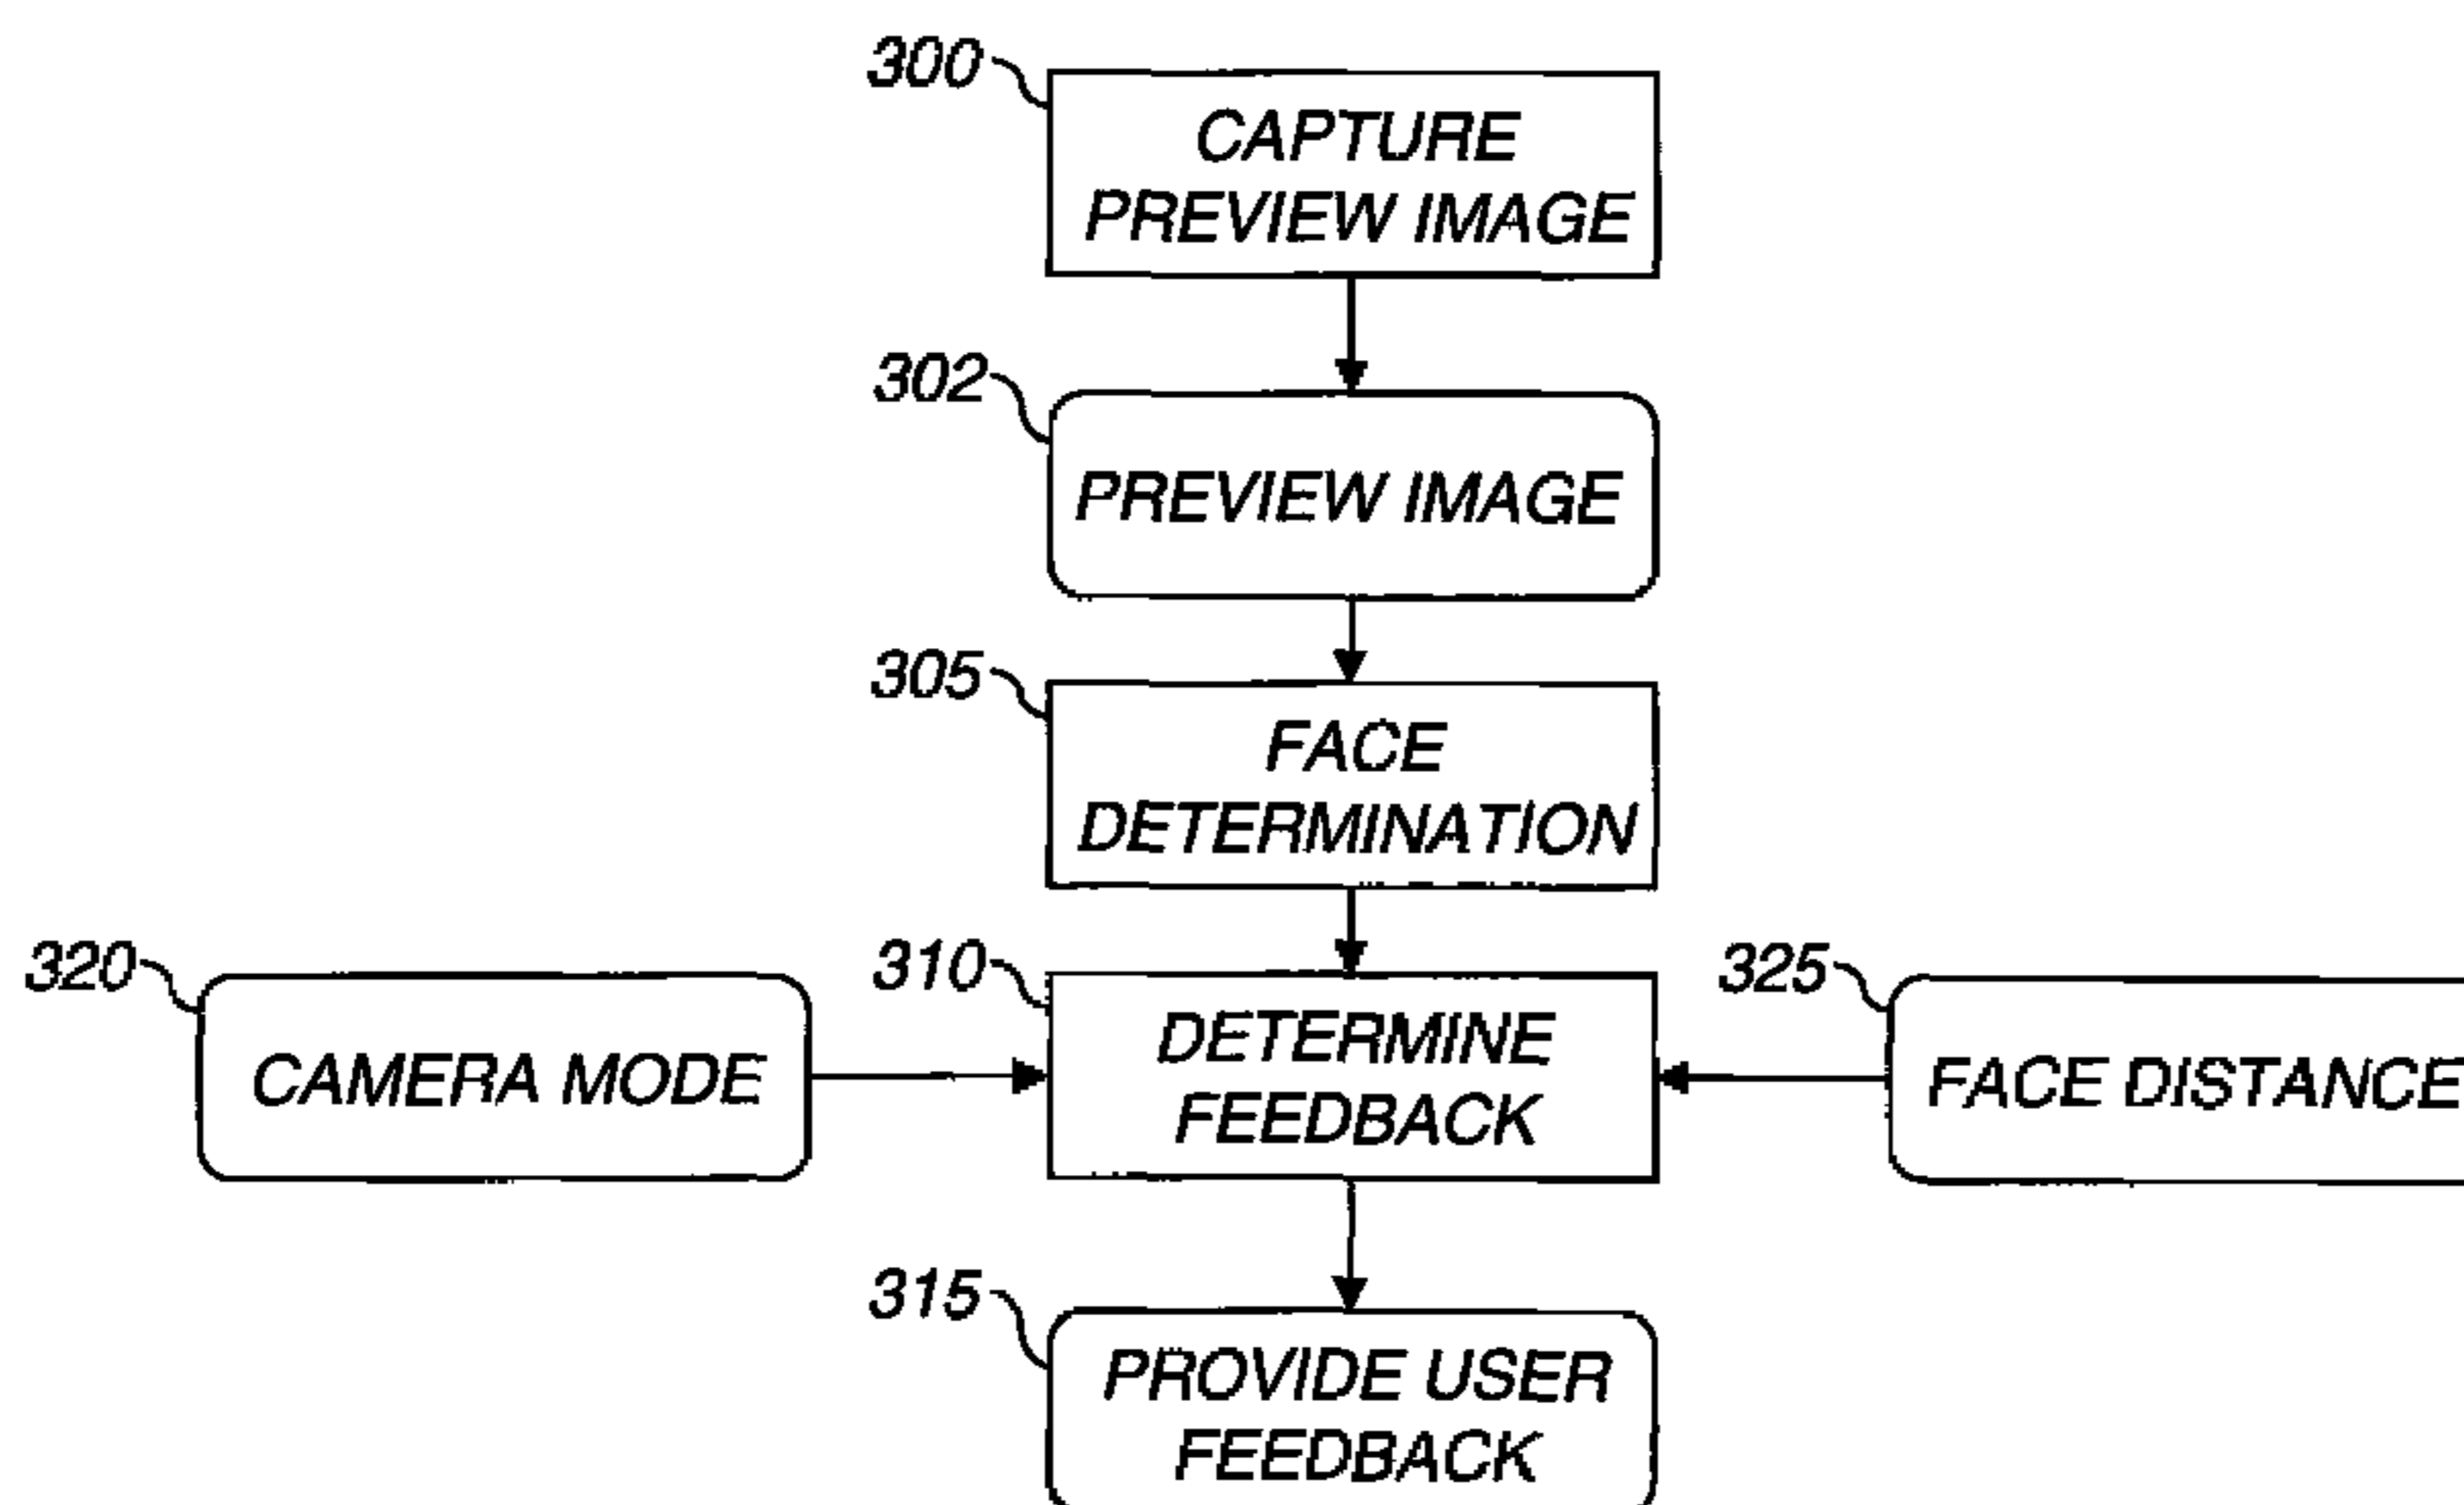 300
CAPTURE
PREVIEW IMAGE
302
PREVIEW IMAGE
305
FACE
DETERMINATION
320
CAMERA MODE
310
DETERMINE
FEEDBACK
325
FACE DISTANCE
315
PROVIDE USER
FEEDBACK